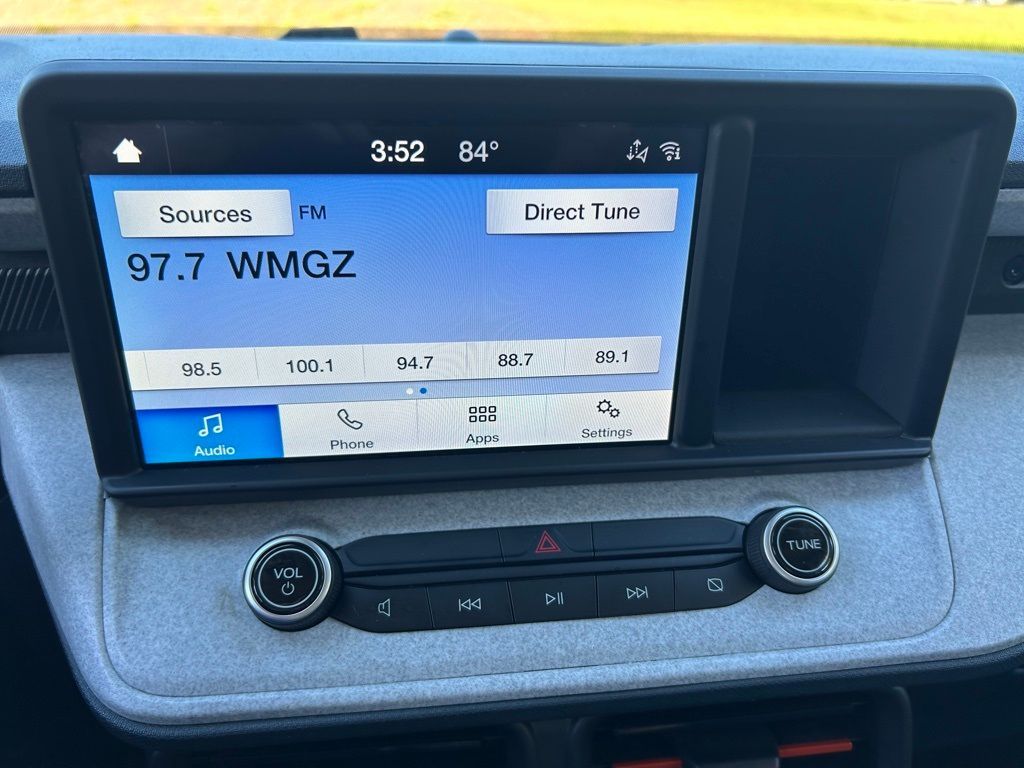 3:52 84°
Sources FM Direct Tune
97.7 WMGZ
98.5 100.1 94.7 88.7 89.1
Audio Phone Apps Settings
VOL TUNE